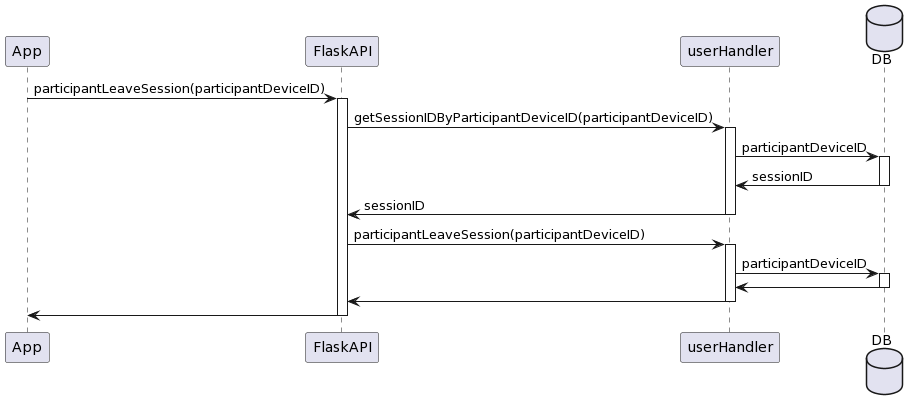 DB
App
FlaskAPI
userHandler
participantLeaveSession(participantDeviceID)
getSessionIDByParticipantDeviceID(participantDeviceID)
participantDeviceID
sessionID
sessionID
participantLeaveSession(participantDeviceID)
participantDeviceID
App
FlaskAPI
userHandler
DB